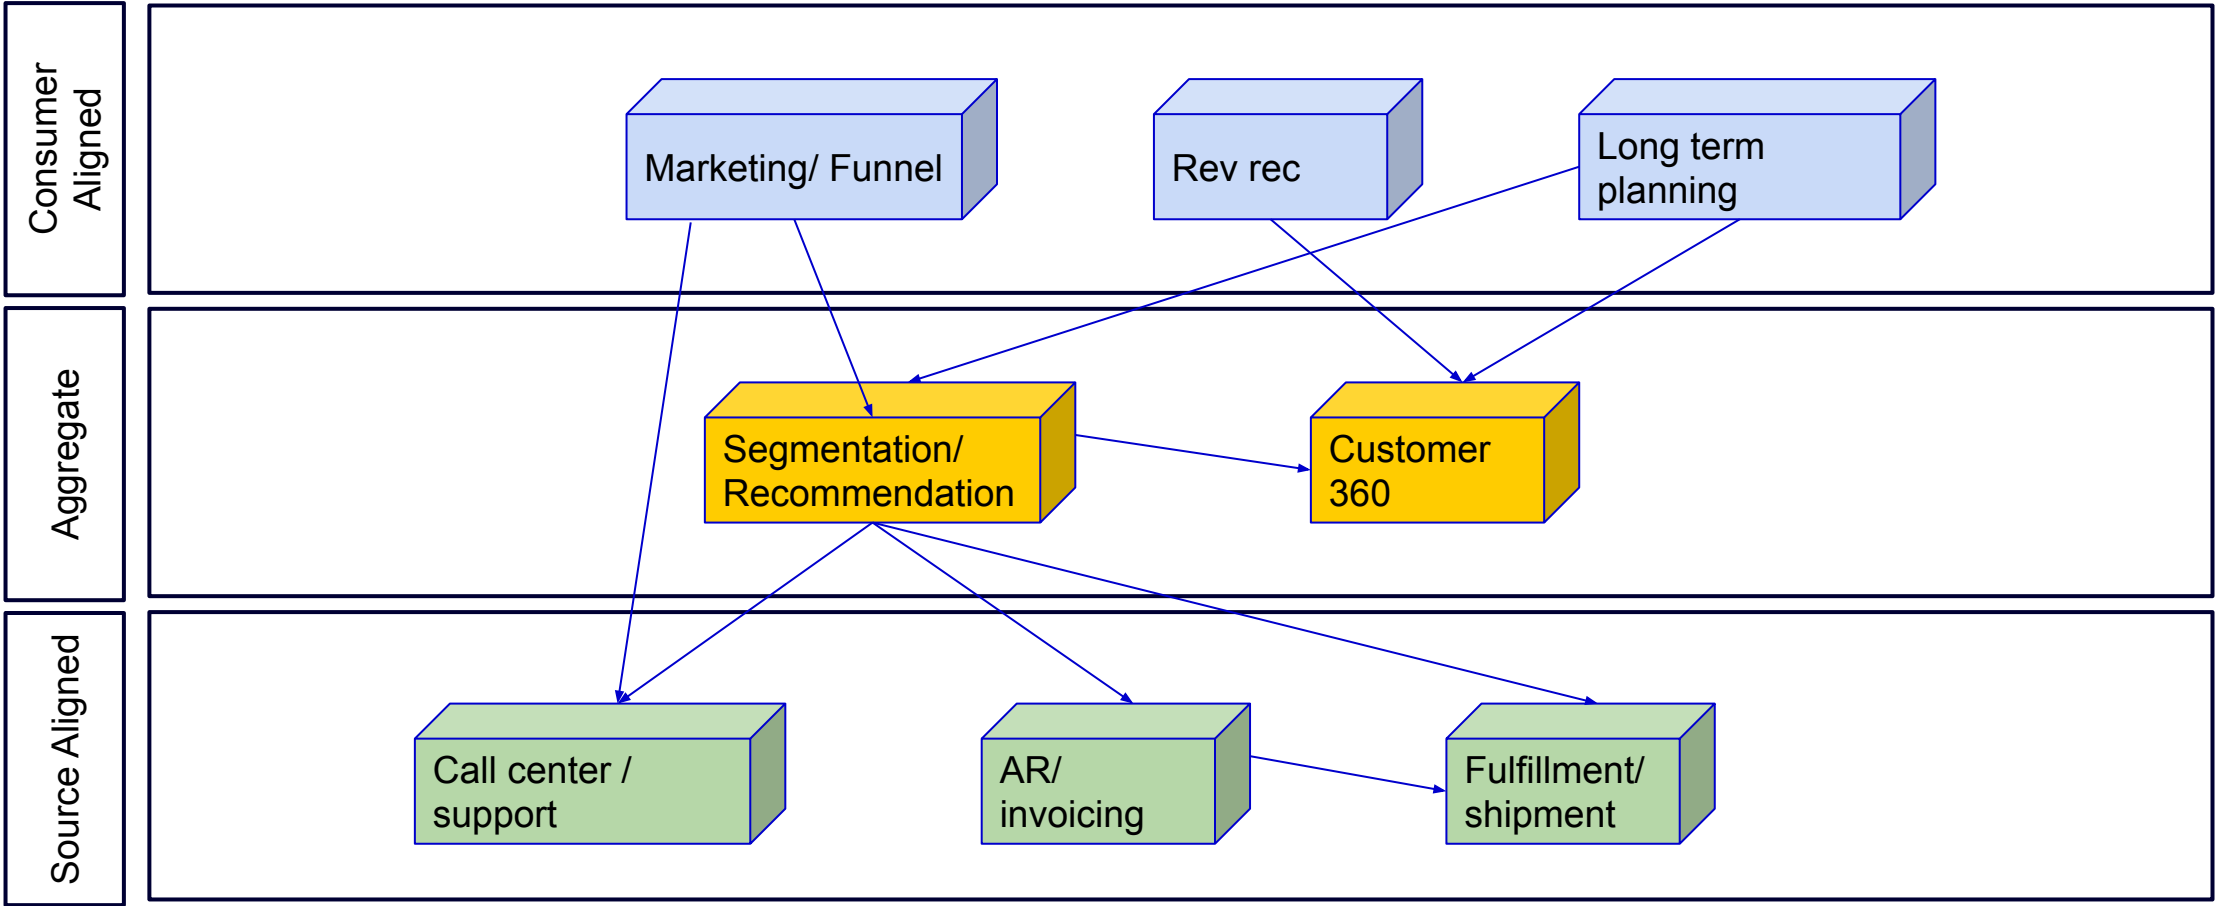 Consumer
Aligned
Marketing/ Funnel
Rev rec
Long term
planning
Aggregate
Segmentation/
Recommendation
Customer
360
Source Aligned
Call center /
support
AR/
invoicing
Fulfillment/
shipment